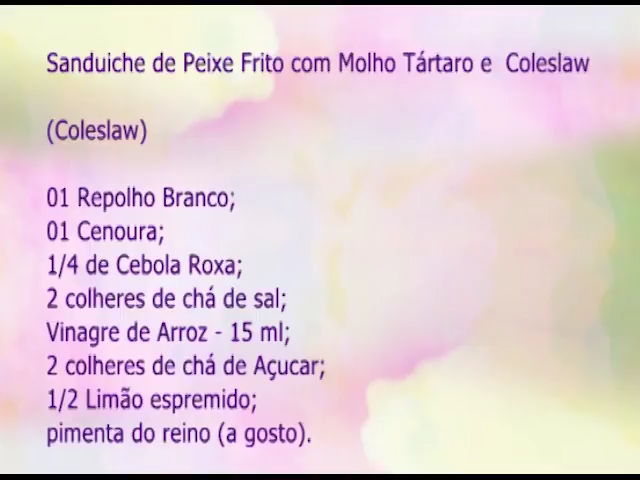 Sanduiche de Peixe Frito com Molho Tártaro e Coleslaw
(Coleslaw)
01 Repolho Branco;
01 Cenoura;
1/4 de Cebola Roxa;
2 colheres de chá de sal;
Vinagre de Arroz - 15 ml;
2 colheres de chá de Açucar;
1/2 Limão espremido;
pimenta do reino (a gosto).